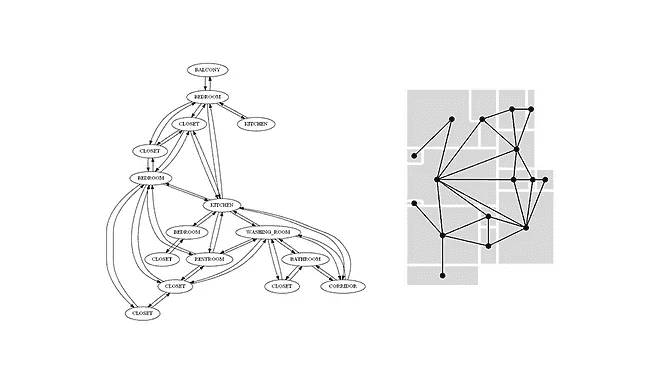 BALCONY
BEDROOM
CLOSET
KITCHEN
CLOSET
BEDROOM
KITCHEN
BEDROOM
WASHING_ROOM
CLOSET
RESTROOM
BATHROOM
CLOSET
CLOSET
CORRIDOR
CLOSET